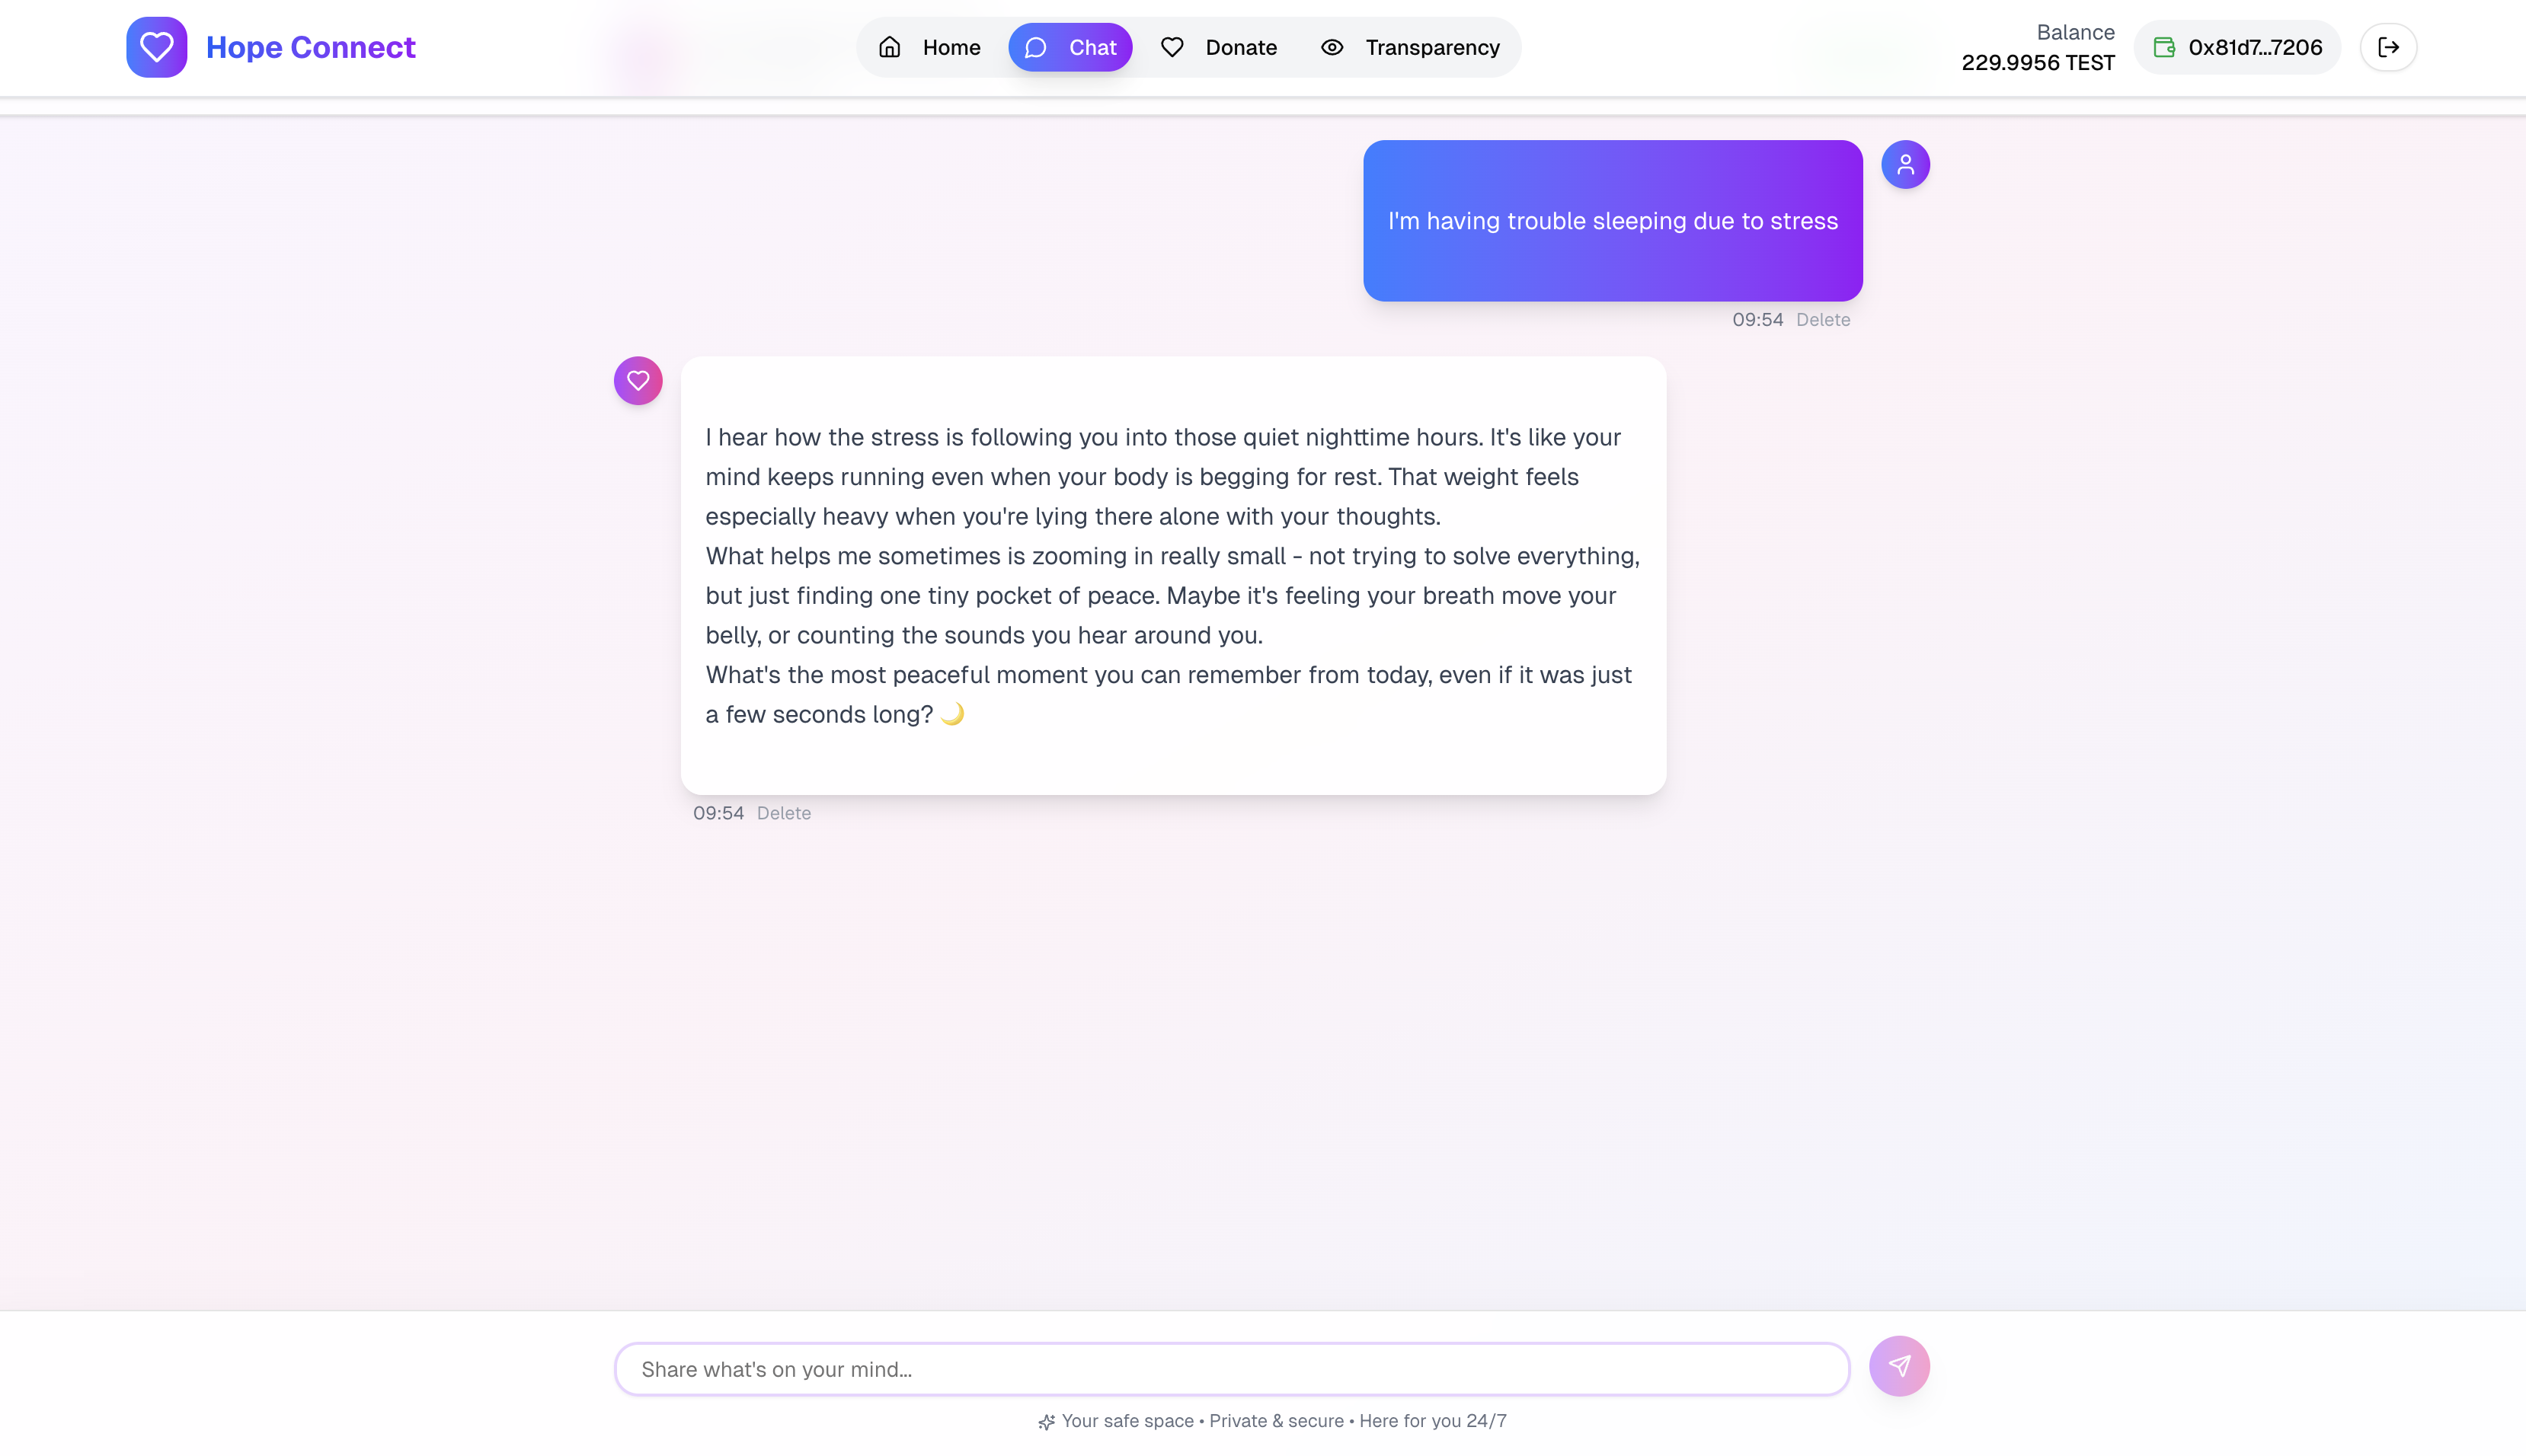 Hope Connect
Home
Chat
Donate
Transparency
Balance
229.9956 TEST
0x81d7...7206
I'm having trouble sleeping due to stress
09:54 Delete
I hear how the stress is following you into those quiet nighttime hours. It's like your
mind keeps running even when your body is begging for rest. That weight feels
especially heavy when you're lying there alone with your thoughts.
What helps me sometimes is zooming in really small - not trying to solve everything,
but just finding one tiny pocket of peace. Maybe it's feeling your breath move your
belly, or counting the sounds you hear around you.
What's the most peaceful moment you can remember from today, even if it was just
a few seconds long? 🌙
09:54 Delete
Share what's on your mind...
Your safe space • Private & secure • Here for you 24/7